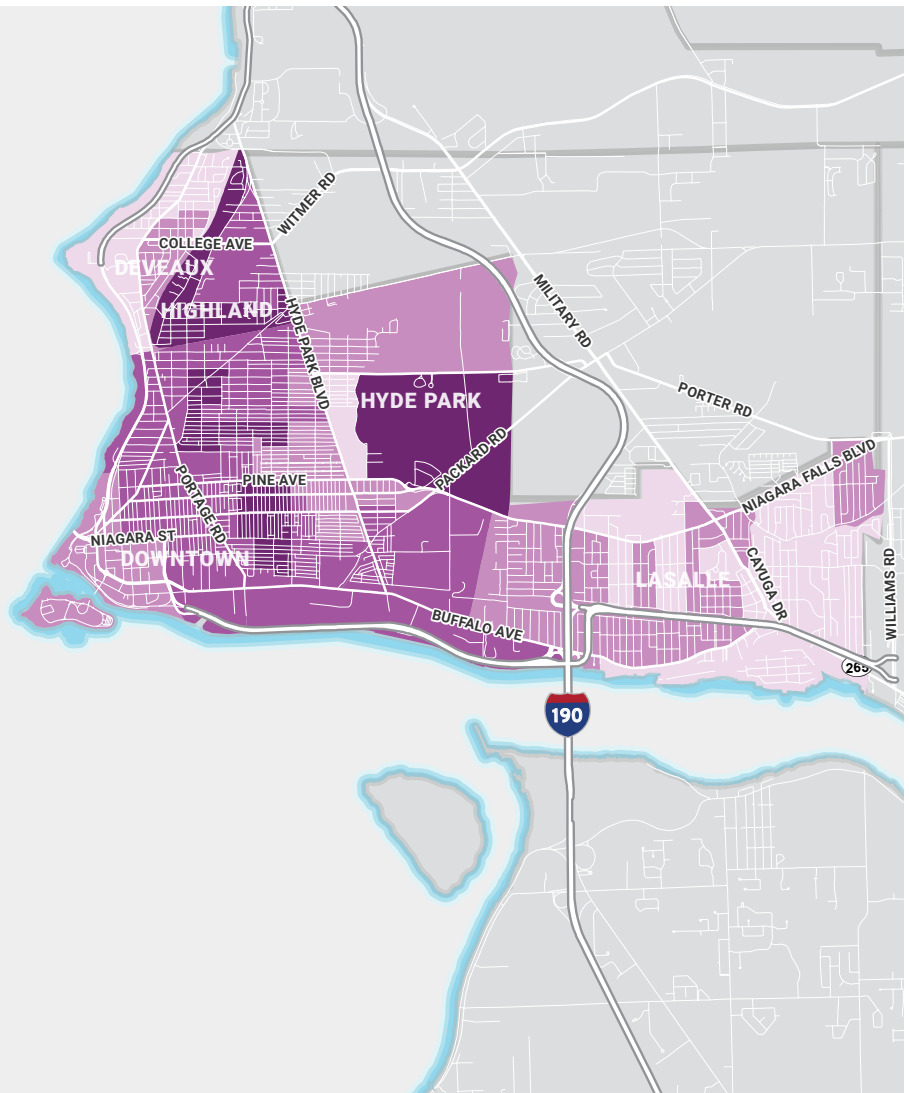 WITMER RD
COLLEGE AVE
DEVEAUX
HIGHLAND
HYDE PARK BLVD
MILITARY RD
HYDE PARK
PORTER RD
PACKARD RD
NIAGARA FALLS BLVD
PINE AVE
PORTAGE RD
NIAGARA ST
DOWNTOWN
LASALLE
CAYUGA DR
WILLIAMS RD
BUFFALO AVE
265
190